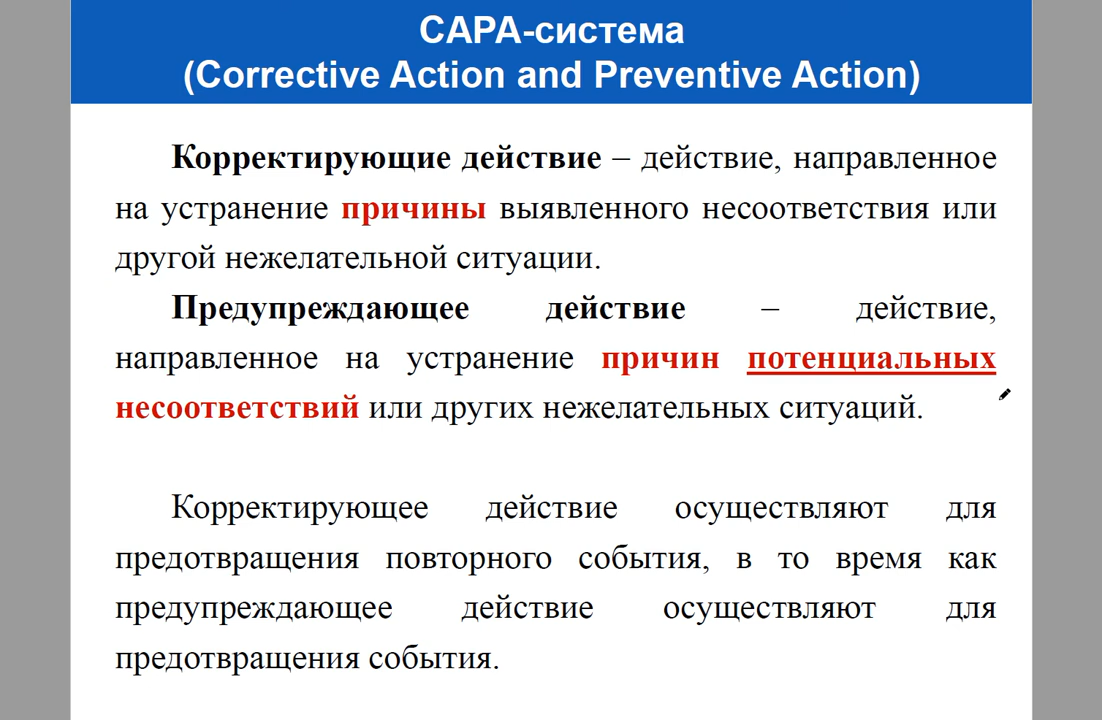 САРА-система
(Corrective Action and Preventive Action)
Корректирующие действие – действие, направленное
на устранение причины выявленного несоответствия или
другой нежелательной ситуации.
Предупреждающее действие – действие,
направленное на устранение причин потенциальных
несоответствий или других нежелательных ситуаций.
Корректирующее действие осуществляют для
предотвращения повторного события, в то время как
предупреждающее действие осуществляют для
предотвращения события.